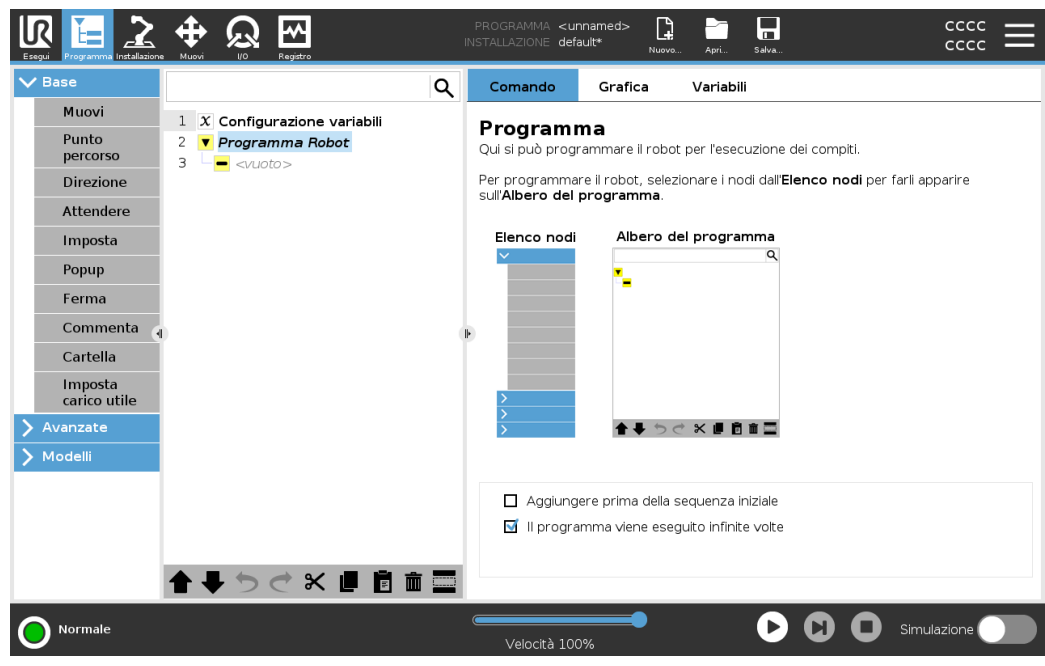 PROGRAMMA <unnamed>
INSTALLAZIONE default*
Esegui
Programma
Installazione
Muovi
I/O
Registro
Nuovo...
Apri...
Salva...
CCCC
CCCC
Base
Muovi
Punto
percorso
Direzione
Attendere
Imposta
Popup
Ferma
Commenta
Cartella
Imposta
carico utile
Avanzate
Modelli
1 X Configurazione variabili
2 Programma Robot
3 <vuoto>
Comando
Grafica
Variabili
Programma
Qui si può programmare il robot per l'esecuzione dei compiti.
Per programmare il robot, selezionare i nodi dall'Elenco nodi per farli apparire
sull'Albero del programma.
Elenco nodi
Albero del programma
Aggiungere prima della sequenza iniziale
Il programma viene eseguito infinite volte
Normale
Velocità 100%
Simulazione